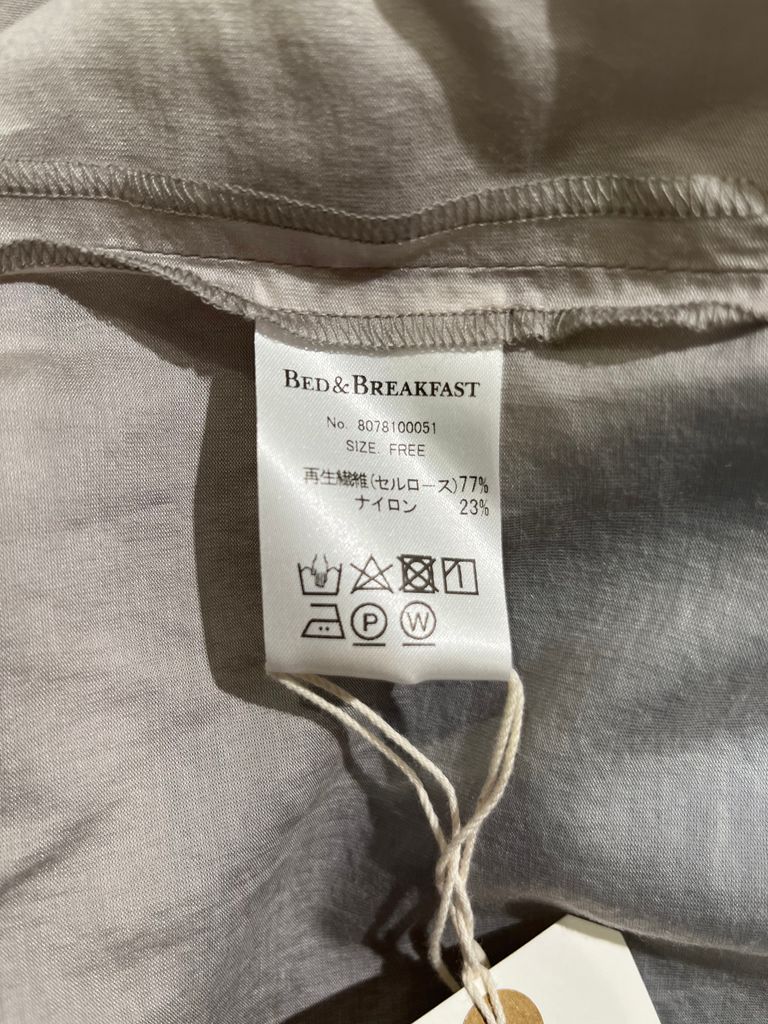 BED&BREAKFAST
No. 8078100051
SIZE. FREE
再生繊維(セルロース)77%
ナイロン 23%
P W